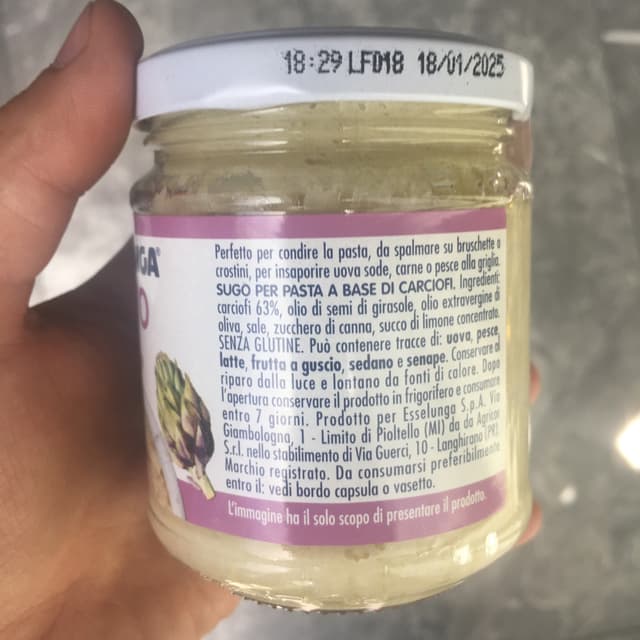 18:29 LF018 18/01/2025
Perfetto per condire la pasta, da spalmare su bruschette o
crostini, per insaporire uova sode, carne o pesce alla griglia.
SUGO PER PASTA A BASE DI CARCIOFI. Ingredienti:
carciofi 63%, olio di semi di girasole, olio extravergine di
oliva, sale, zucchero di canna, succo di limone concentrato.
SENZA GLUTINE. Può contenere tracce di: uova, pesce,
latte, frutta a guscio, sedano e senape. Conservare al
riparo dalla luce e lontano da fonti di calore. Dopo
l'apertura conservare il prodotto in frigorifero e consumare
entro 7 giorni. Prodotto per Esselunga S.p.A. Via
Giambologna, 1 - Limito di Pioltello (MI) da da Agricar
S.r.l. nello stabilimento di Via Guerci, 10 - Langhirano (PR).
Marchio registrato. Da consumarsi preferibilmente
entro il: vedi bordo capsula o vasetto.
L'immagine ha il solo scopo di presentare il prodotto.
NGA®
O